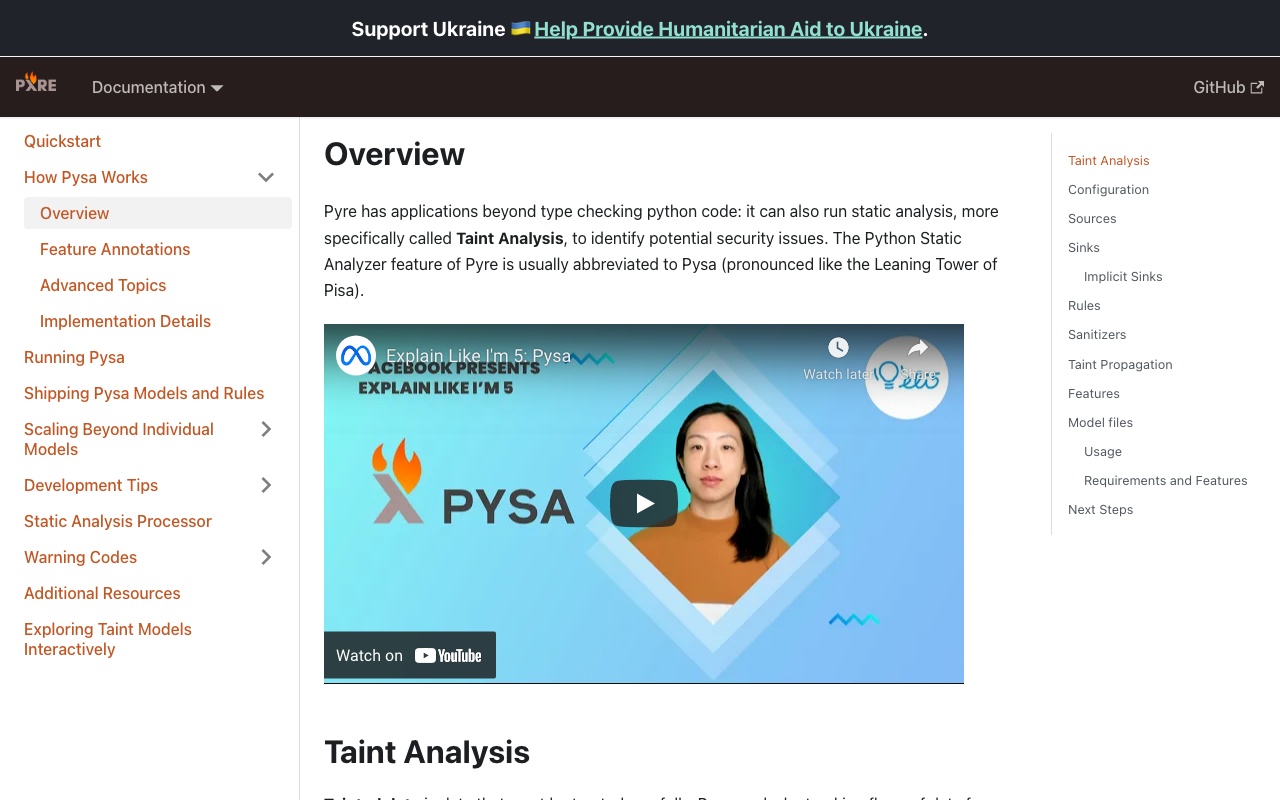 Support Ukraine 🇺🇦 Help Provide Humanitarian Aid to Ukraine.
PYRE
Documentation
GitHub
Quickstart
How Pysa Works
Overview
Feature Annotations
Advanced Topics
Implementation Details
Running Pysa
Shipping Pysa Models and Rules
Scaling Beyond Individual
Models
Development Tips
Static Analysis Processor
Warning Codes
Additional Resources
Exploring Taint Models
Interactively
Overview
Pyre has applications beyond type checking python code: it can also run static analysis, more
specifically called Taint Analysis, to identify potential security issues. The Python Static
Analyzer feature of Pyre is usually abbreviated to Pysa (pronounced like the Leaning Tower of
Pisa).
Explain Like I'm 5: Pysa
Watch later
Share
FACEBOOK PRESENTS
EXPLAIN LIKE I'M 5
PYSA
Watch on YouTube
Taint Analysis
Taint Analysis
Configuration
Sources
Sinks
Implicit Sinks
Rules
Sanitizers
Taint Propagation
Features
Model files
Usage
Requirements and Features
Next Steps